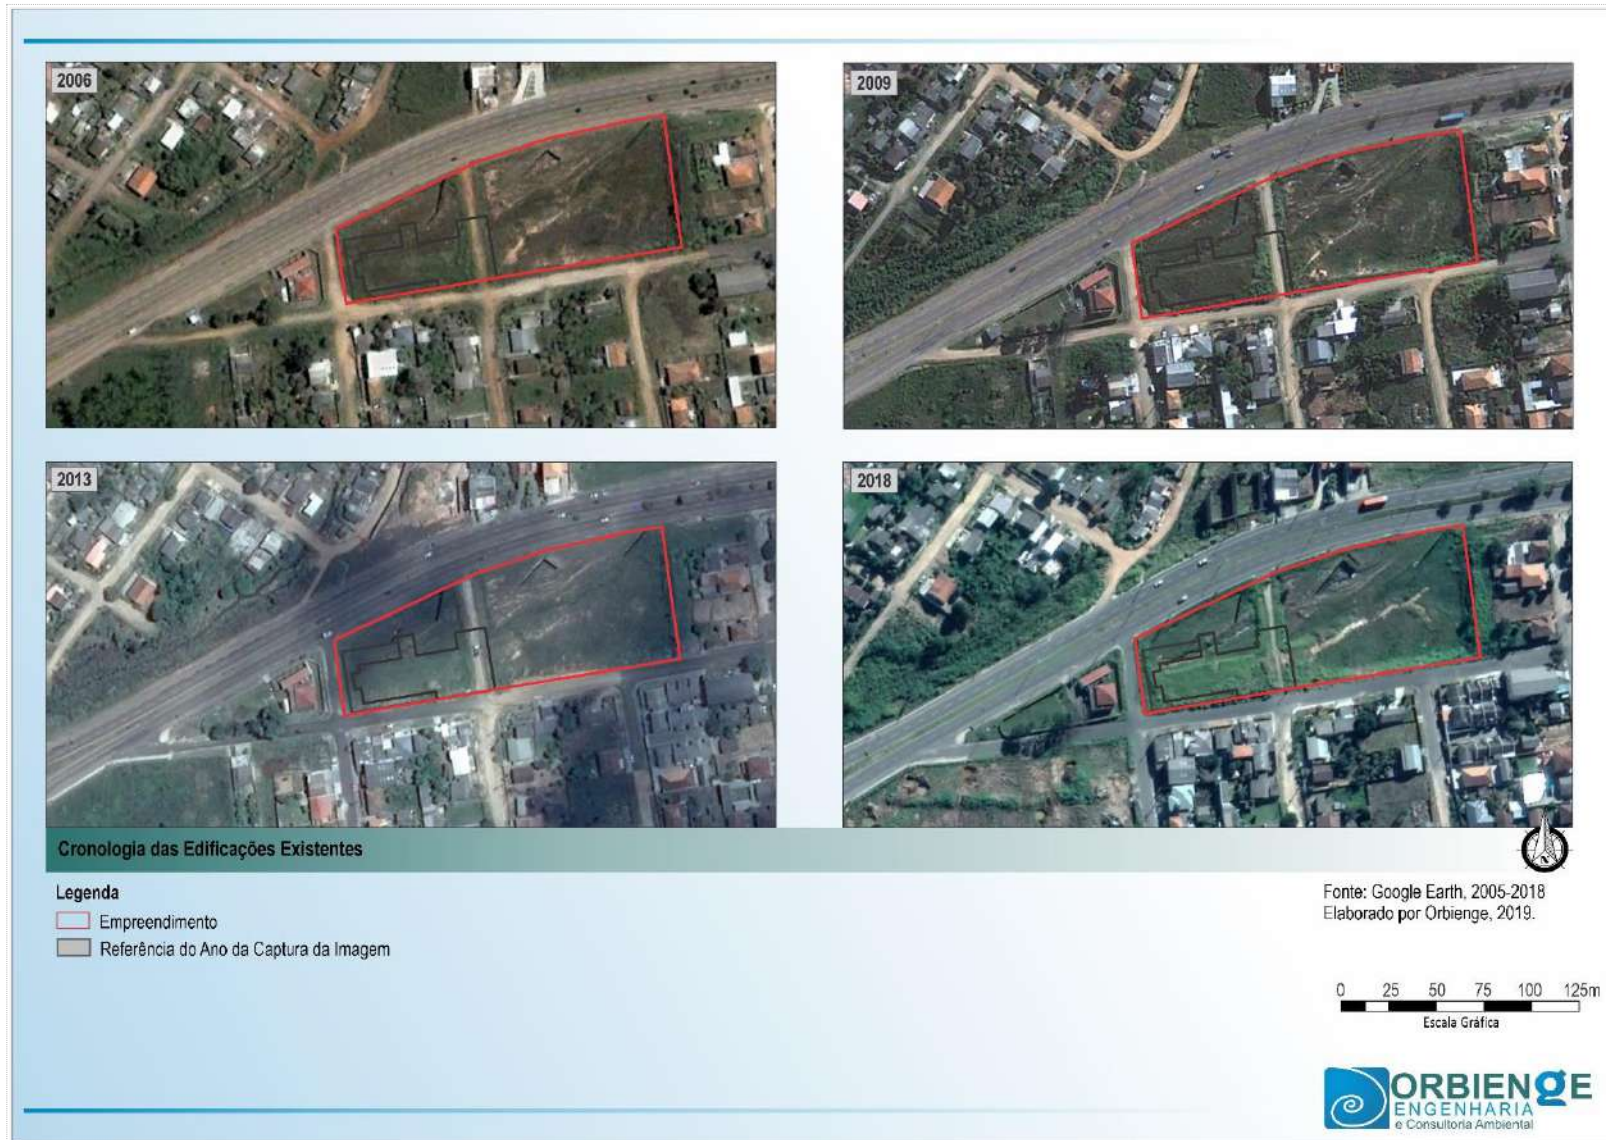 2006
2009
2013
2018
Cronologia das Edificações Existentes
Legenda
Empreendimento
Referência do Ano da Captura da Imagem
Fonte: Google Earth, 2005-2018
Elaborado por Orbienge, 2019.
0 25 50 75 100 125m
Escala Gráfica
ORBIENGE
ENGENHARIA
e Consultoria Ambiental